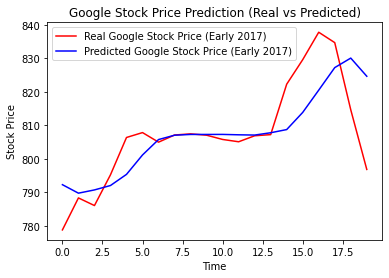 Google Stock Price Prediction (Real vs Predicted)
Real Google Stock Price (Early 2017)
Predicted Google Stock Price (Early 2017)
Stock Price
840
830
820
810
800
790
780
0.0 2.5 5.0 7.5 10.0 12.5 15.0 17.5
Time